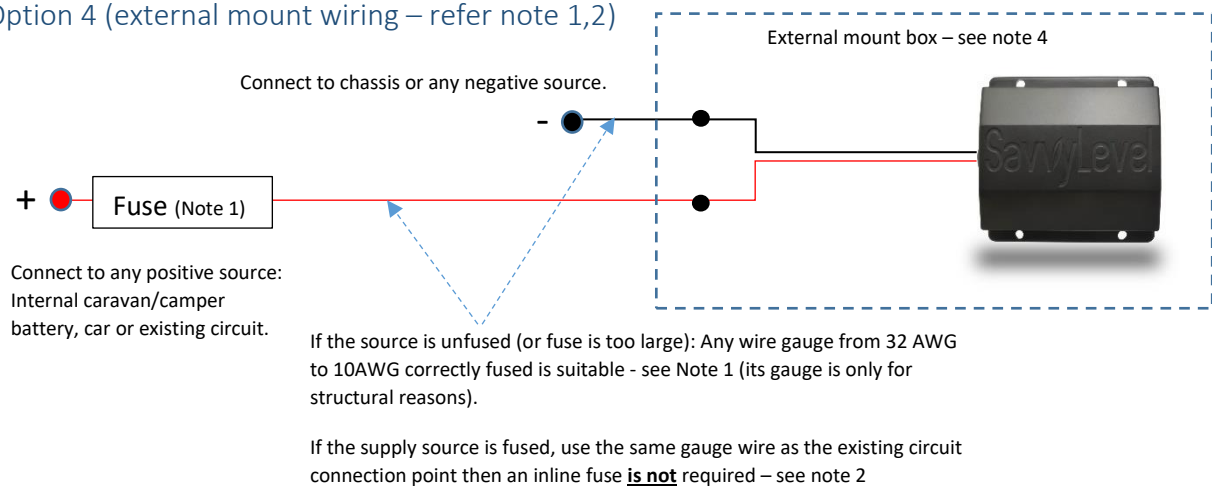 Option 4 (external mount wiring – refer note 1,2)
External mount box – see note 4
Connect to chassis or any negative source.
-
SavvyLevel
+
Fuse (Note 1)
Connect to any positive source:
Internal caravan/camper
battery, car or existing circuit.
If the source is unfused (or fuse is too large): Any wire gauge from 32 AWG
to 10AWG correctly fused is suitable - see Note 1 (its gauge is only for
structural reasons).
If the supply source is fused, use the same gauge wire as the existing circuit
connection point then an inline fuse is not required – see note 2